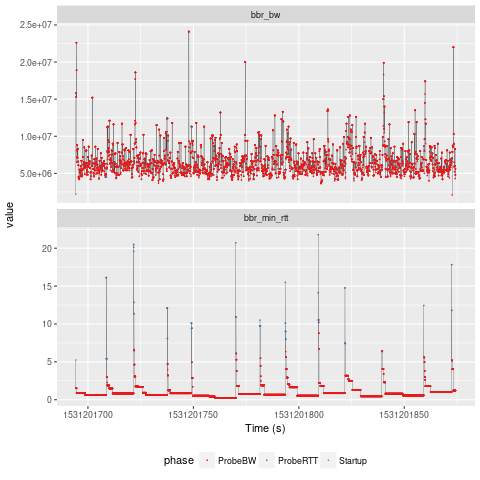 bbr_bw
2.5e+07
2.0e+07
1.5e+07
1.0e+07
5.0e+06
value
bbr_min_rtt
20
15
10
5
0
1531201700 1531201750 1531201800 1531201850
Time (s)
phase ProbeBW ProbeRTT Startup